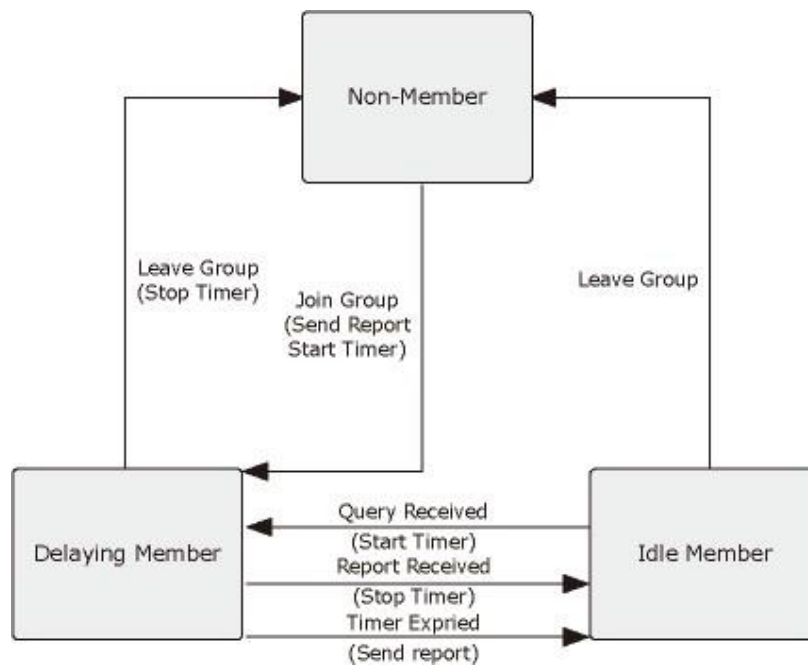 Non-Member
Leave Group
(Stop Timer)
Join Group
(Send Report
Start Timer)
Leave Group
Delaying Member
Query Received
(Start Timer)
Report Received
(Stop Timer)
Timer Expried
(Send report)
Idle Member